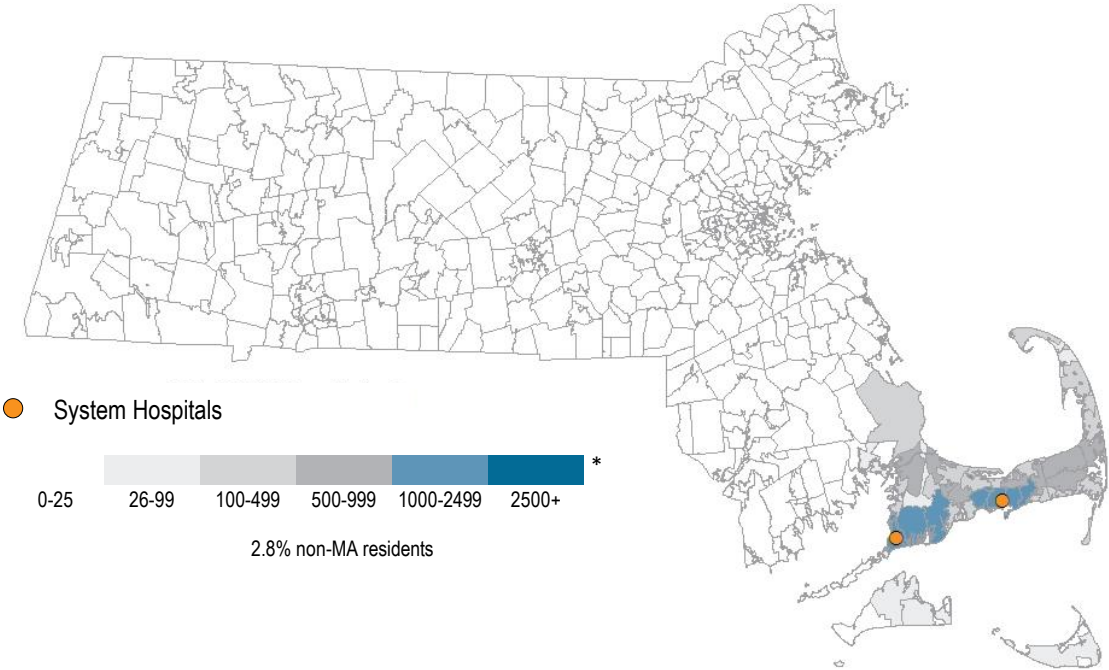 System Hospitals
*
0-25 26-99 100-499 500-999 1000-2499 2500+
2.8% non-MA residents